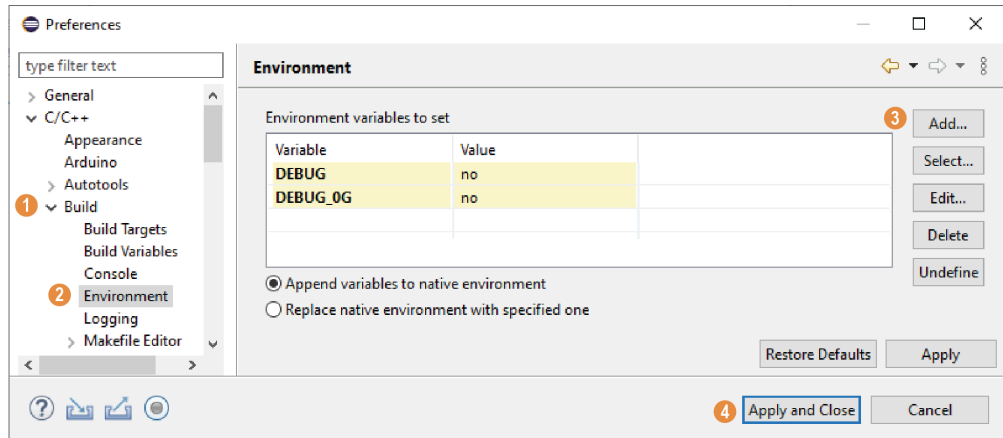 Preferences
type filter text
Environment
General
C/C++
Appearance
Arduino
Autotools
1 Build
Build Targets
Build Variables
Console
2 Environment
Logging
Makefile Editor
Environment variables to set
Variable Value
DEBUG no
DEBUG_0G no
3 Add...
Select...
Edit...
Delete
Undefine
Append variables to native environment
Replace native environment with specified one
Restore Defaults Apply
4 Apply and Close Cancel